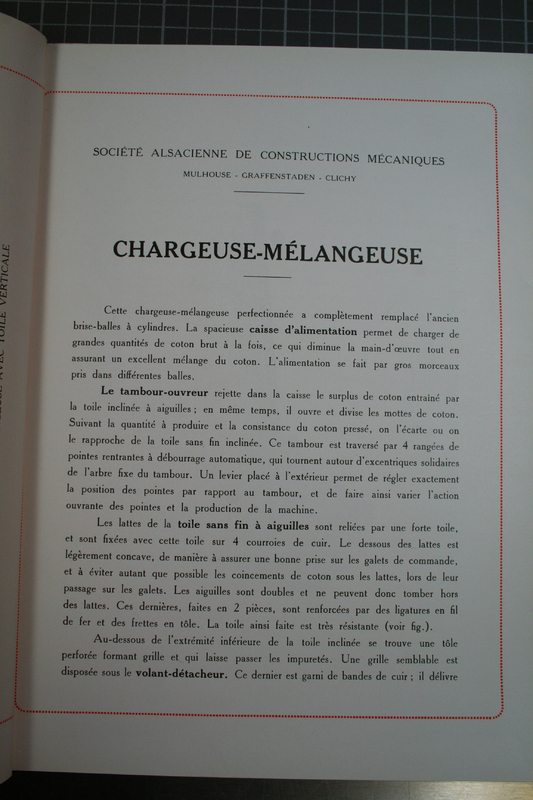 SOCIÉTÉ ALSACIENNE DE CONSTRUCTIONS MÉCANIQUES
MULHOUSE - GRAFFENSTADEN - CLICHY
CHARGEUSE-MÉLANGEUSE
Cette chargeuse-mélangeuse perfectionnée a complètement remplacé l'ancien
brise-balles à cylindres. La spacieuse caisse d'alimentation permet de charger de
grandes quantités de coton brut à la fois, ce qui diminue la main-d'œuvre tout en
assurant un excellent mélange du coton. L'alimentation se fait par gros morceaux
pris dans différentes balles.
Le tambour-ouvreur rejette dans la caisse le surplus de coton entraîné par
la toile inclinée à aiguilles ; en même temps, il ouvre et divise les mottes de coton.
Suivant la quantité à produire et la consistance du coton pressé, on l'écarte ou on
le rapproche de la toile sans fin inclinée. Ce tambour est traversé par 4 rangées de
pointes rentrantes à débourrage automatique, qui tournent autour d'excentriques solidaires
de l'arbre fixe du tambour. Un levier placé à l'extérieur permet de régler exactement
la position des pointes par rapport au tambour, et de faire ainsi varier l'action
ouvrante des pointes et la production de la machine.
Les lattes de la toile sans fin à aiguilles sont reliées par une forte toile,
et sont fixées avec cette toile sur 4 courroies de cuir. Le dessous des lattes est
légèrement concave, de manière à assurer une bonne prise sur les galets de commande,
et à éviter autant que possible les coincements de coton sous les lattes, lors de leur
passage sur les galets. Les aiguilles sont doubles et ne peuvent donc tomber hors
des lattes. Ces dernières, faites en 2 pièces, sont renforcées par des ligatures en fil
de fer et des frettes en tôle. La toile ainsi faite est très résistante (voir fig.).
Au-dessous de l'extrémité inférieure de la toile inclinée se trouve une tôle
perforée formant grille et qui laisse passer les impuretés. Une grille semblable est
disposée sous le volant-détacheur. Ce dernier est garni de bandes de cuir ; il délivre
AVEC TOILE VERTICALE